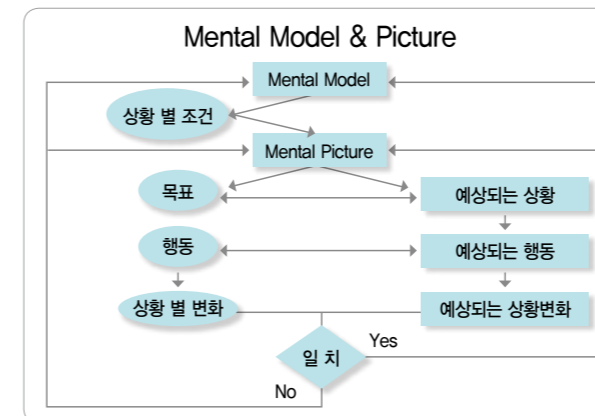 Mental Model & Picture
Mental Model
상황 별 조건
Mental Picture
목표
예상되는 상황
행동
예상되는 행동
상황 별 변화
예상되는 상황변화
일 치
Yes
No